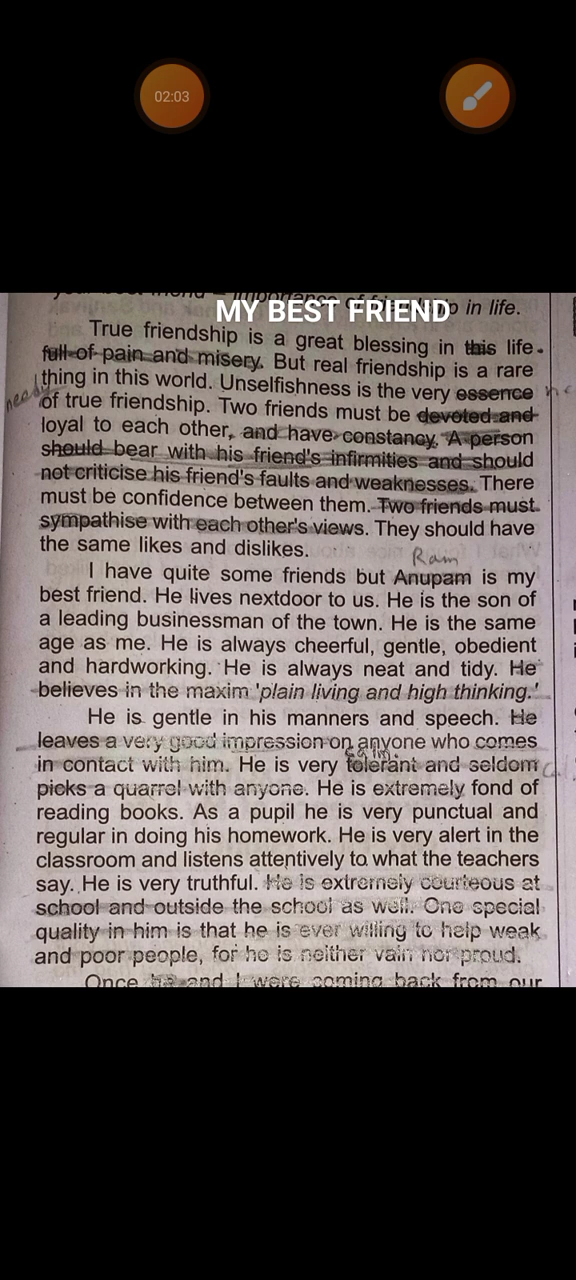 02:03
MY BEST FRIEND
in life.
True friendship is a great blessing in this life
full of pain and misery. But real friendship is a rare
thing in this world. Unselfishness is the very essence
needy
of true friendship. Two friends must be devoted and
loyal to each other, and have constancy. A person
should bear with his friend's infirmities and should
not criticise his friend's faults and weaknesses. There
must be confidence between them. Two friends must
sympathise with each other's views. They should have
the same likes and dislikes.
Ram
I have quite some friends but Anupam is my
best friend. He lives nextdoor to us. He is the son of
a leading businessman of the town. He is the same
age as me. He is always cheerful, gentle, obedient
and hardworking. He is always neat and tidy. He
believes in the maxim 'plain living and high thinking.'
He is gentle in his manners and speech. He
leaves a very good impression on anyone who comes
calm.
in contact with him. He is very tolerant and seldom
picks a quarrel with anyone. He is extremely fond of
reading books. As a pupil he is very punctual and
regular in doing his homework. He is very alert in the
classroom and listens attentively to what the teachers
say. He is very truthful. He is extremely courteous at
school and outside the school as well. One special
quality in him is that he is ever willing to help weak
and poor people, for he is neither vain nor proud.
Once he and I were coming back from our